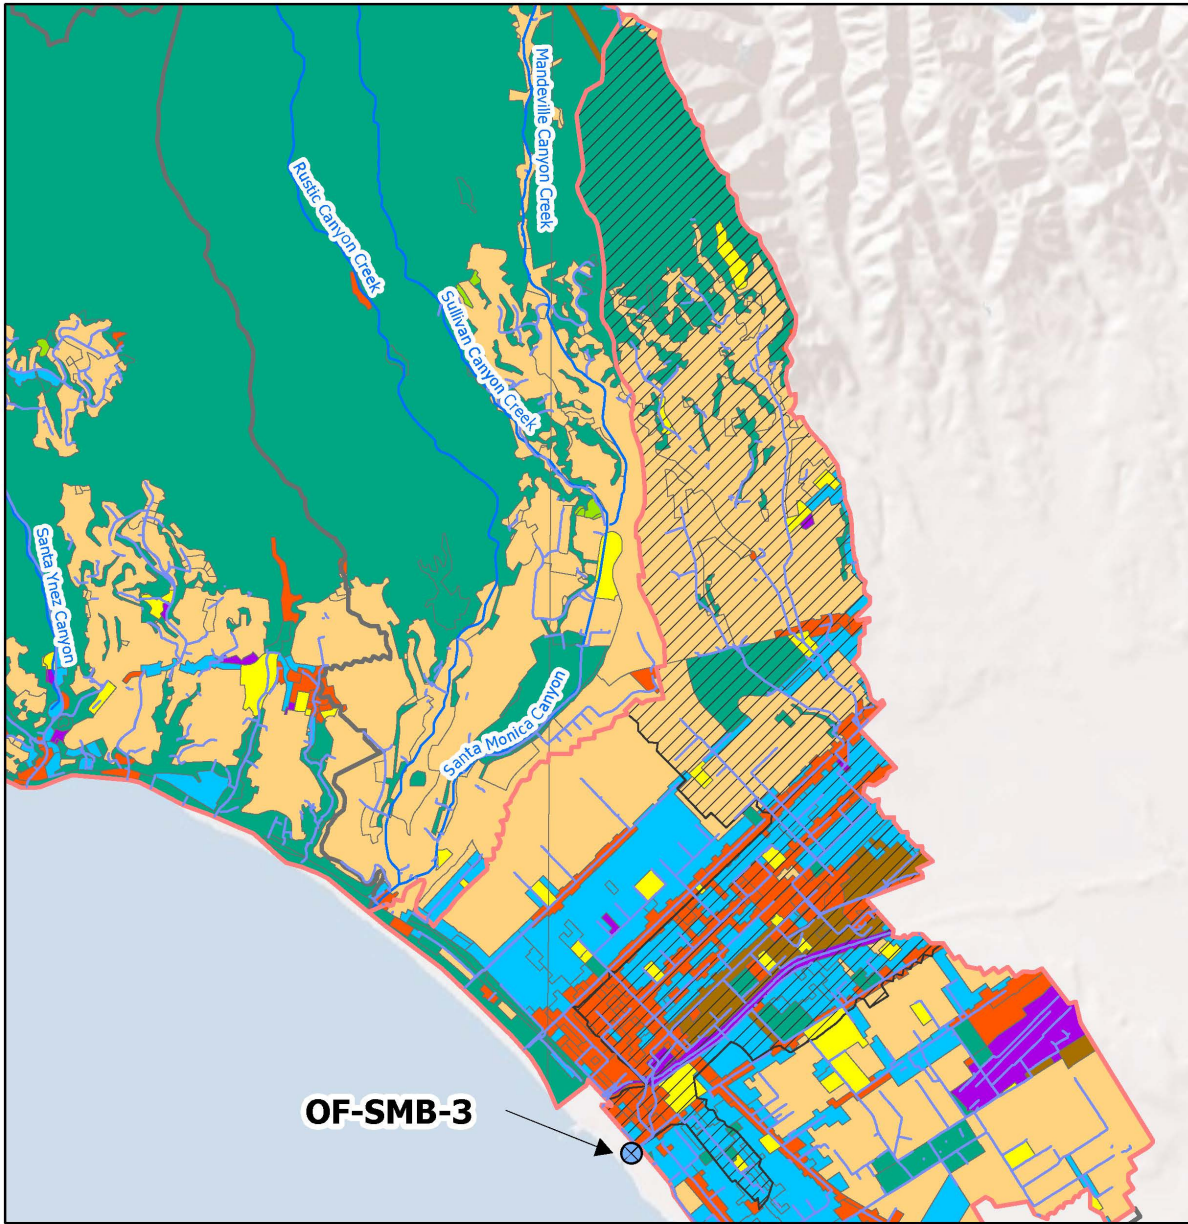 Mandeville Canyon Creek
Rustic Canyon Creek
Sullivan Canyon Creek
Santa Ynez Canyon
Santa Monica Canyon
OF-SMB-3